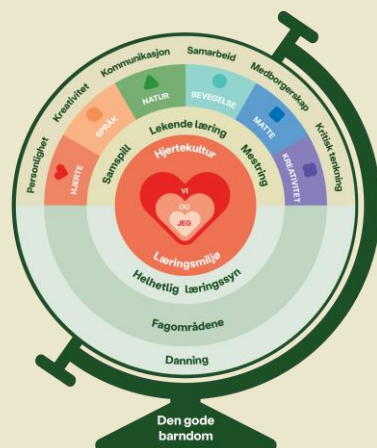 Personlighet
Kreativitet
Kommunikasjon
Samarbeid
Medborgerskap
Kritisk tenkning
HJERTE
SPRÅK
NATUR
BEVEGELSE
MATTE
KREATIVITET
Samspill
Lekende læring
Mestring
Hjertekultur
VI
DU
JEG
Læringsmiljø
Helhetlig læringssyn
Fagområdene
Danning
Den gode
barndom